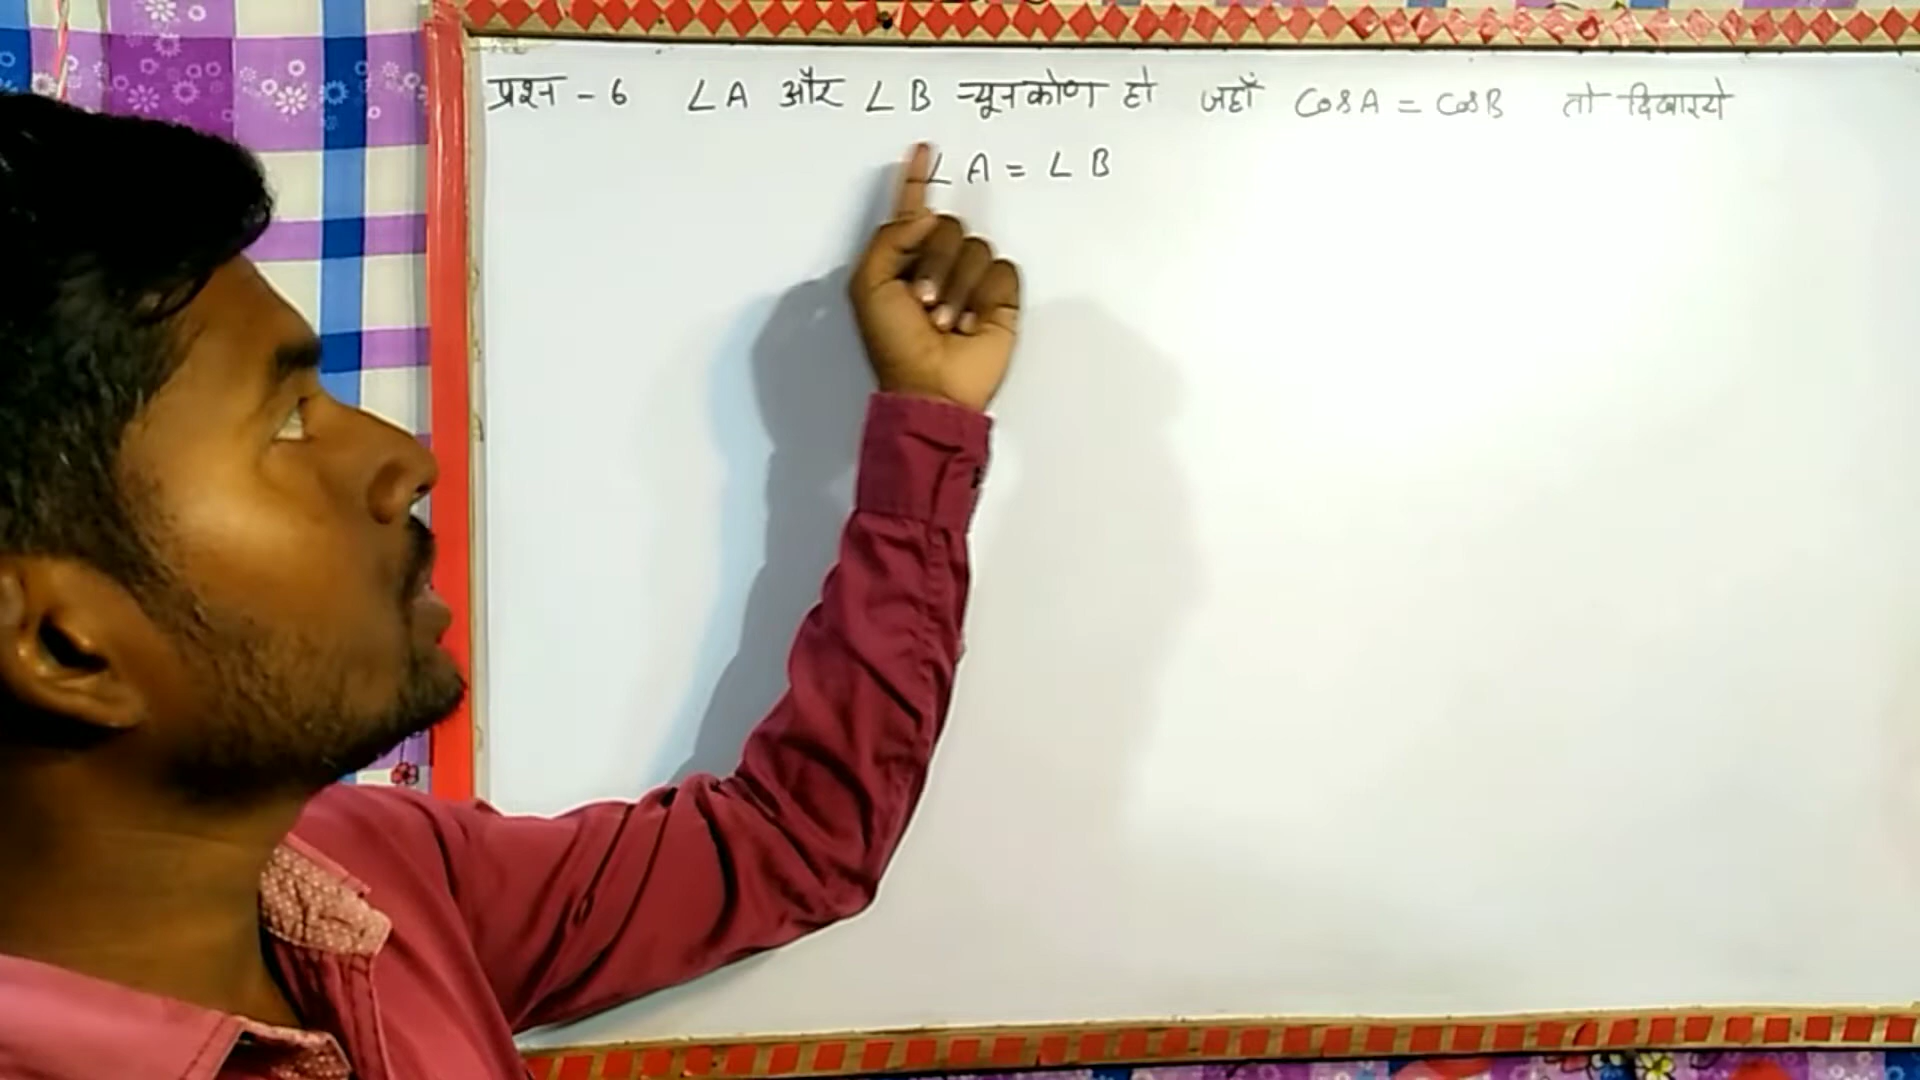 प्रश्न - 6 ∠A और ∠B न्यूनकोण हो जहाँ CosA = CosB तो दिखाइये
∠A = ∠B